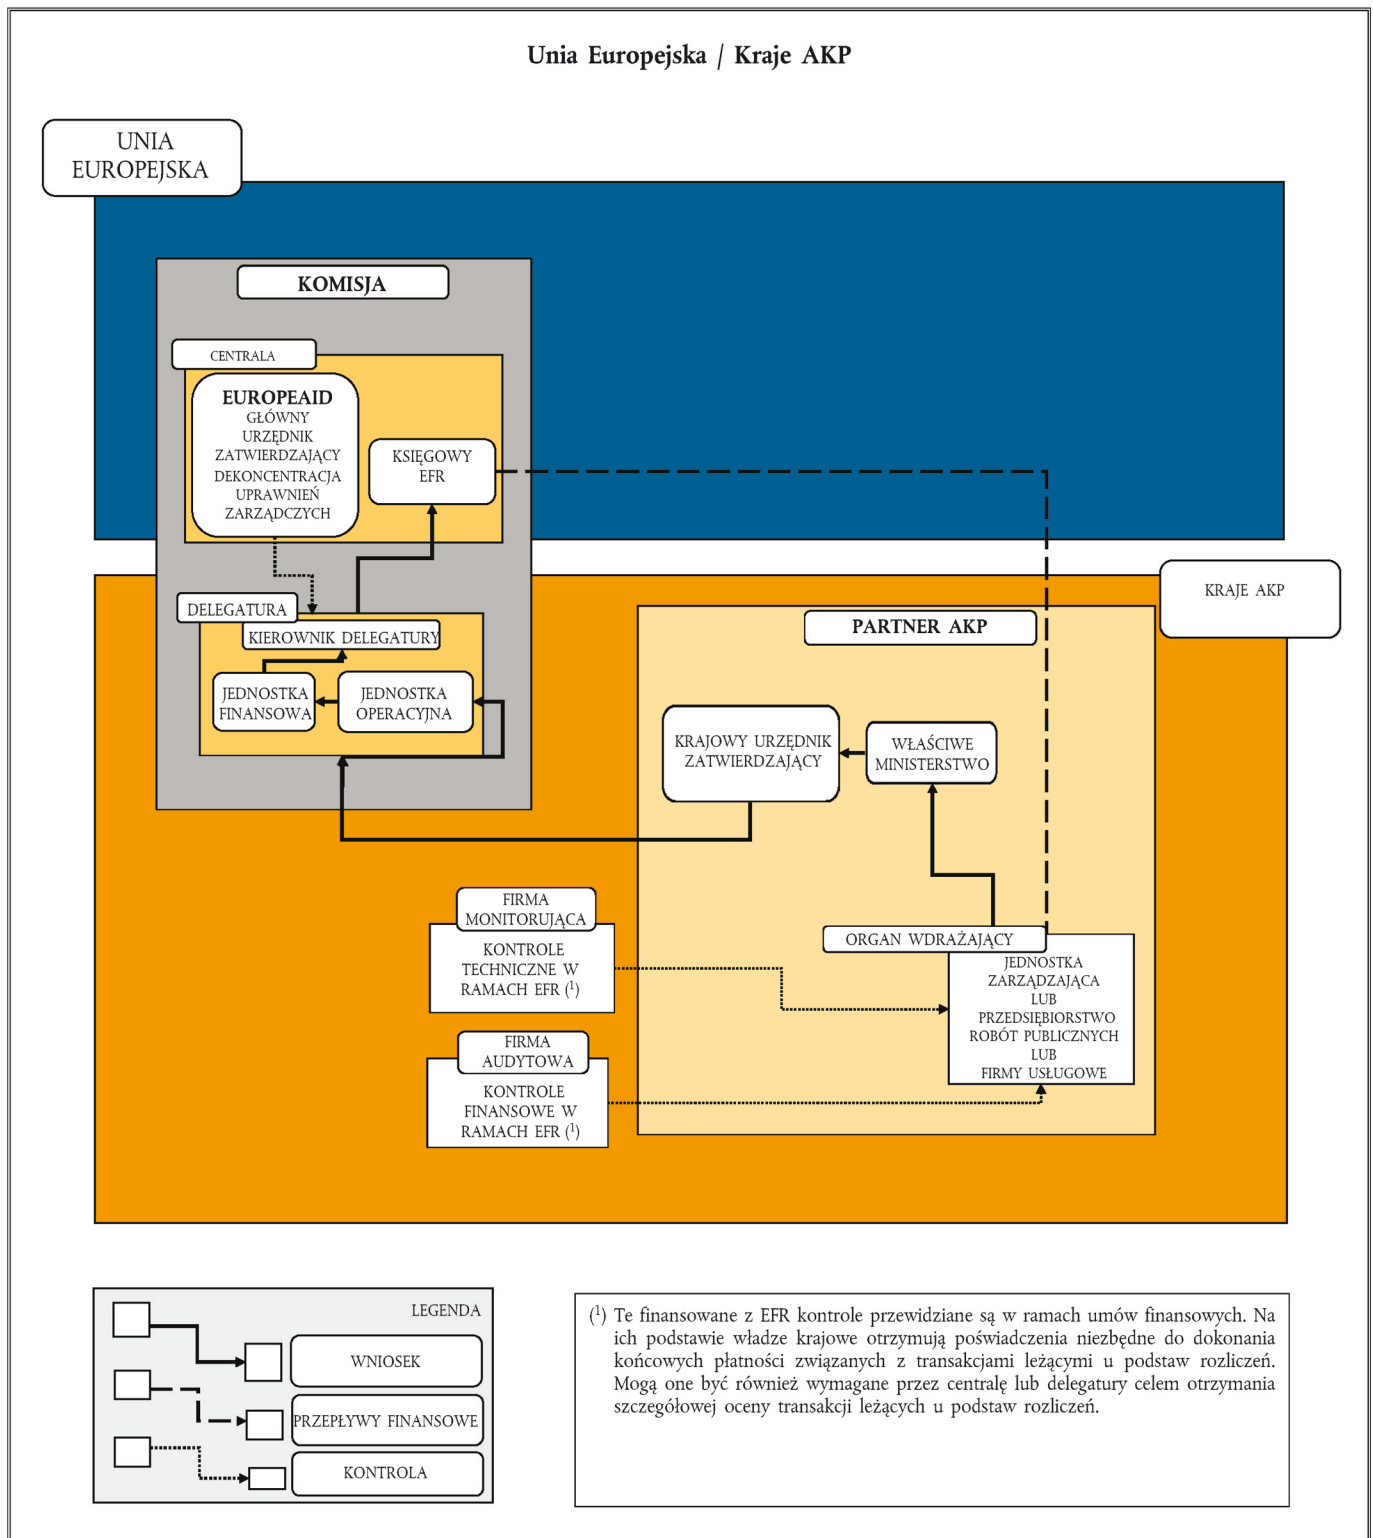 Unia Europejska / Kraje AKP
UNIA
EUROPEJSKA
KOMISJA
CENTRALA
EUROPEAID
GŁÓWNY
URZĘDNIK
ZATWIERDZAJĄCY
DEKONCENTRACJA
UPRAWNIEŃ
ZARZĄDCZYCH
KSIĘGOWY
EFR
KRAJE AKP
DELEGATURA
KIEROWNIK DELEGATURY
JEDNOSTKA
FINANSOWA
JEDNOSTKA
OPERACYJNA
PARTNER AKP
KRAJOWY URZĘDNIK
ZATWIERDZAJĄCY
WŁAŚCIWE
MINISTERSTWO
FIRMA
MONITORUJĄCA
KONTROLE
TECHNICZNE W
RAMACH EFR (¹)
ORGAN WDRAŻAJĄCY
JEDNOSTKA
ZARZĄDZAJĄCA
LUB
PRZEDSIĘBIORSTWO
ROBÓT PUBLICZNYCH
LUB
FIRMY USŁUGOWE
FIRMA
AUDYTOWA
KONTROLE
FINANSOWE W
RAMACH EFR (¹)
LEGENDA
WNIOSEK
PRZEPŁYWY FINANSOWE
KONTROLA
(¹) Te finansowane z EFR kontrole przewidziane są w ramach umów finansowych. Na
ich podstawie władze krajowe otrzymują poświadczenia niezbędne do dokonania
końcowych płatności związanych z transakcjami leżącymi u podstaw rozliczeń.
Mogą one być również wymagane przez centralę lub delegatury celem otrzymania
szczegółowej oceny transakcji leżących u podstaw rozliczeń.